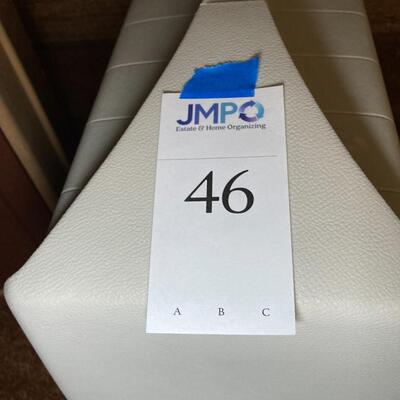 JMPO
Estate & Home Organizing
46
A B C